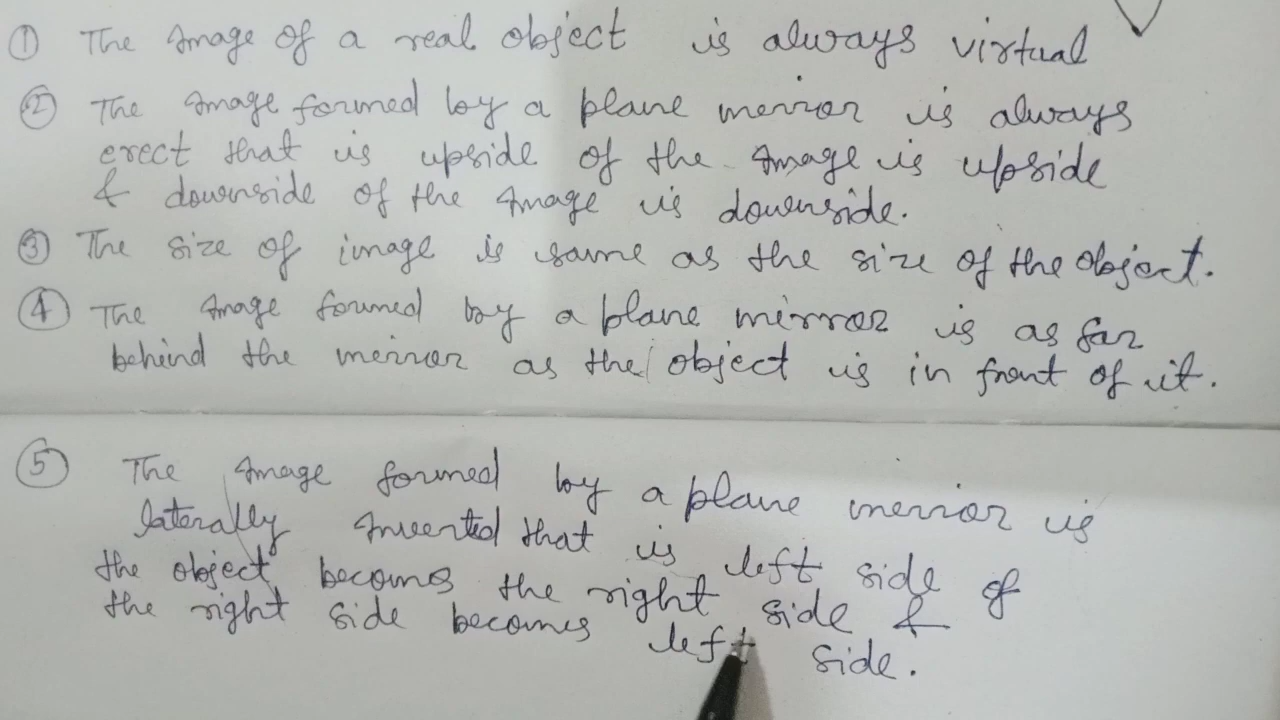 ① The Image of a real object is always virtual
② The Image formed by a plane merror is always
erect that is upside of the Image is upside
& downside of the Image is downside.
③ The size of image is same as the size of the object.
④ The Image formed by a plane mirror is as far
behind the merror as the object is in front of it.
⑤ The Image formed by a plane merror is
laterally Inverted that is left side of
the object becomes the right side &
the right side becomes left side.